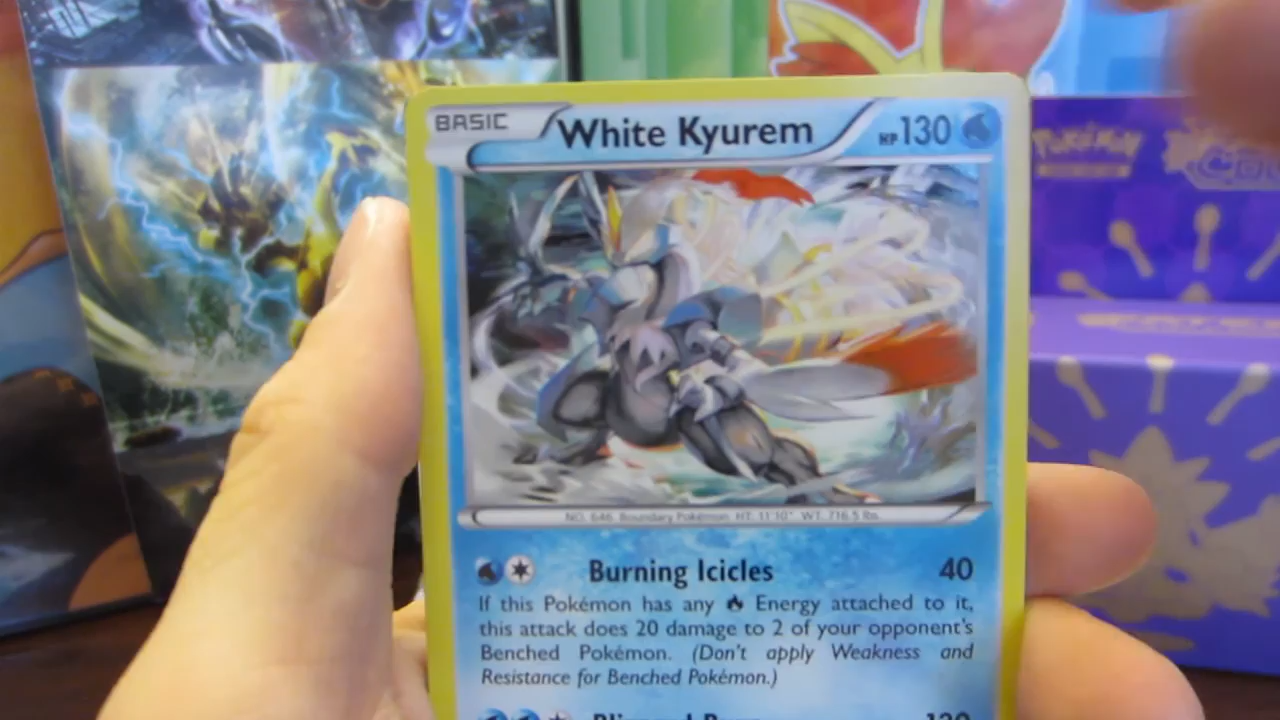 BASIC White Kyurem HP130
NO. 646 Boundary Pokémon HT: 11'10" WT: 716.5 lbs.
Burning Icicles 40
If this Pokémon has any Energy attached to it,
this attack does 20 damage to 2 of your opponent's
Benched Pokémon. (Don't apply Weakness and
Resistance for Benched Pokémon.)
POKÉMON